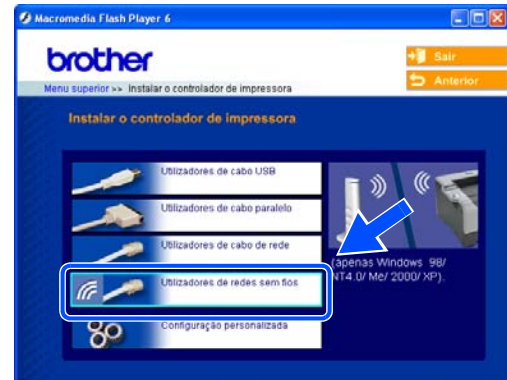 Macromedia Flash Player 6
brother
Sair
Anterior
Menu superior >> Instalar o controlador de impressora
Instalar o controlador de impressora
Utilizadores de cabo USB
Utilizadores de cabo paralelo
Utilizadores de cabo de rede
Utilizadores de redes sem fios
Configuração personalizada
(apenas Windows 98/
NT4.0/ Me/ 2000/ XP).